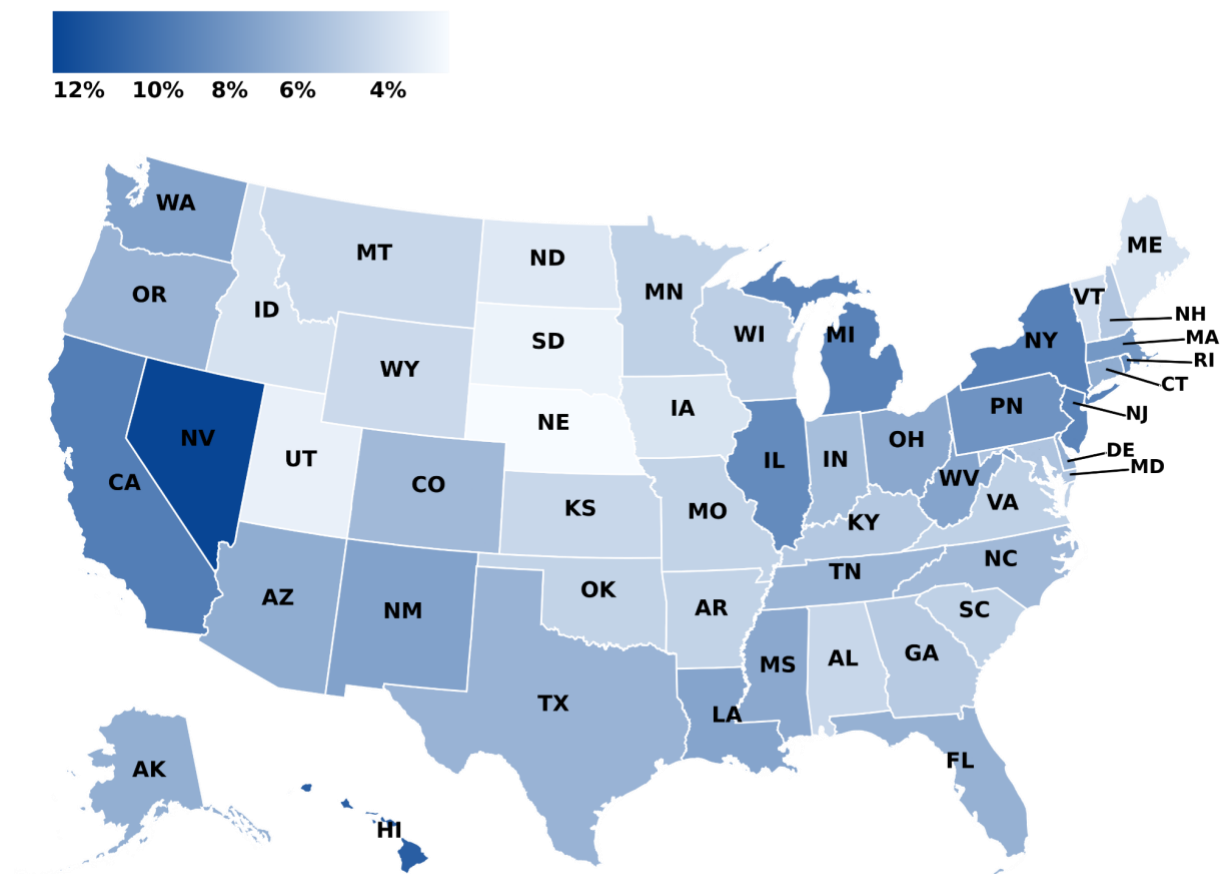 12% 10% 8% 6% 4%
WA
ME
MT
ND
OR
MN
VT
ID
NH
WI
MI
MA
SD
NY
RI
WY
CT
IA
PN
NJ
NE
NV
OH
DE
UT
IL
IN
MD
CA
CO
WV
VA
KS
MO
KY
NC
TN
OK
AZ
AR
SC
NM
GA
AL
MS
TX
LA
FL
AK
HI